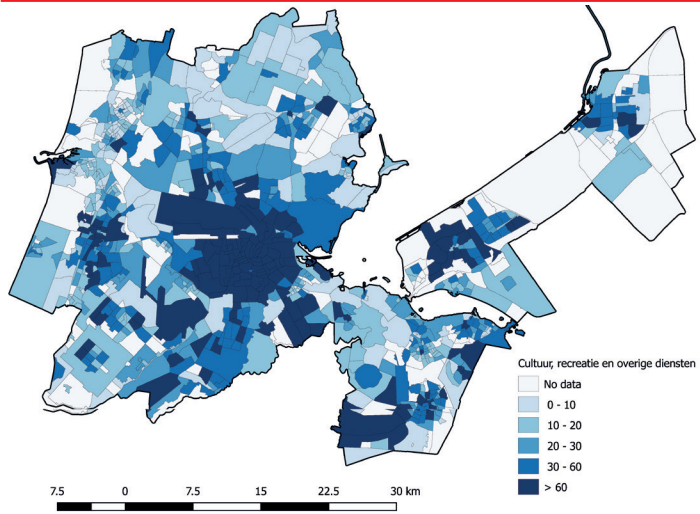 Cultuur, recreatie en overige diensten
No data
0 - 10
10 - 20
20 - 30
30 - 60
> 60
7.5 0 7.5 15 22.5 30 km